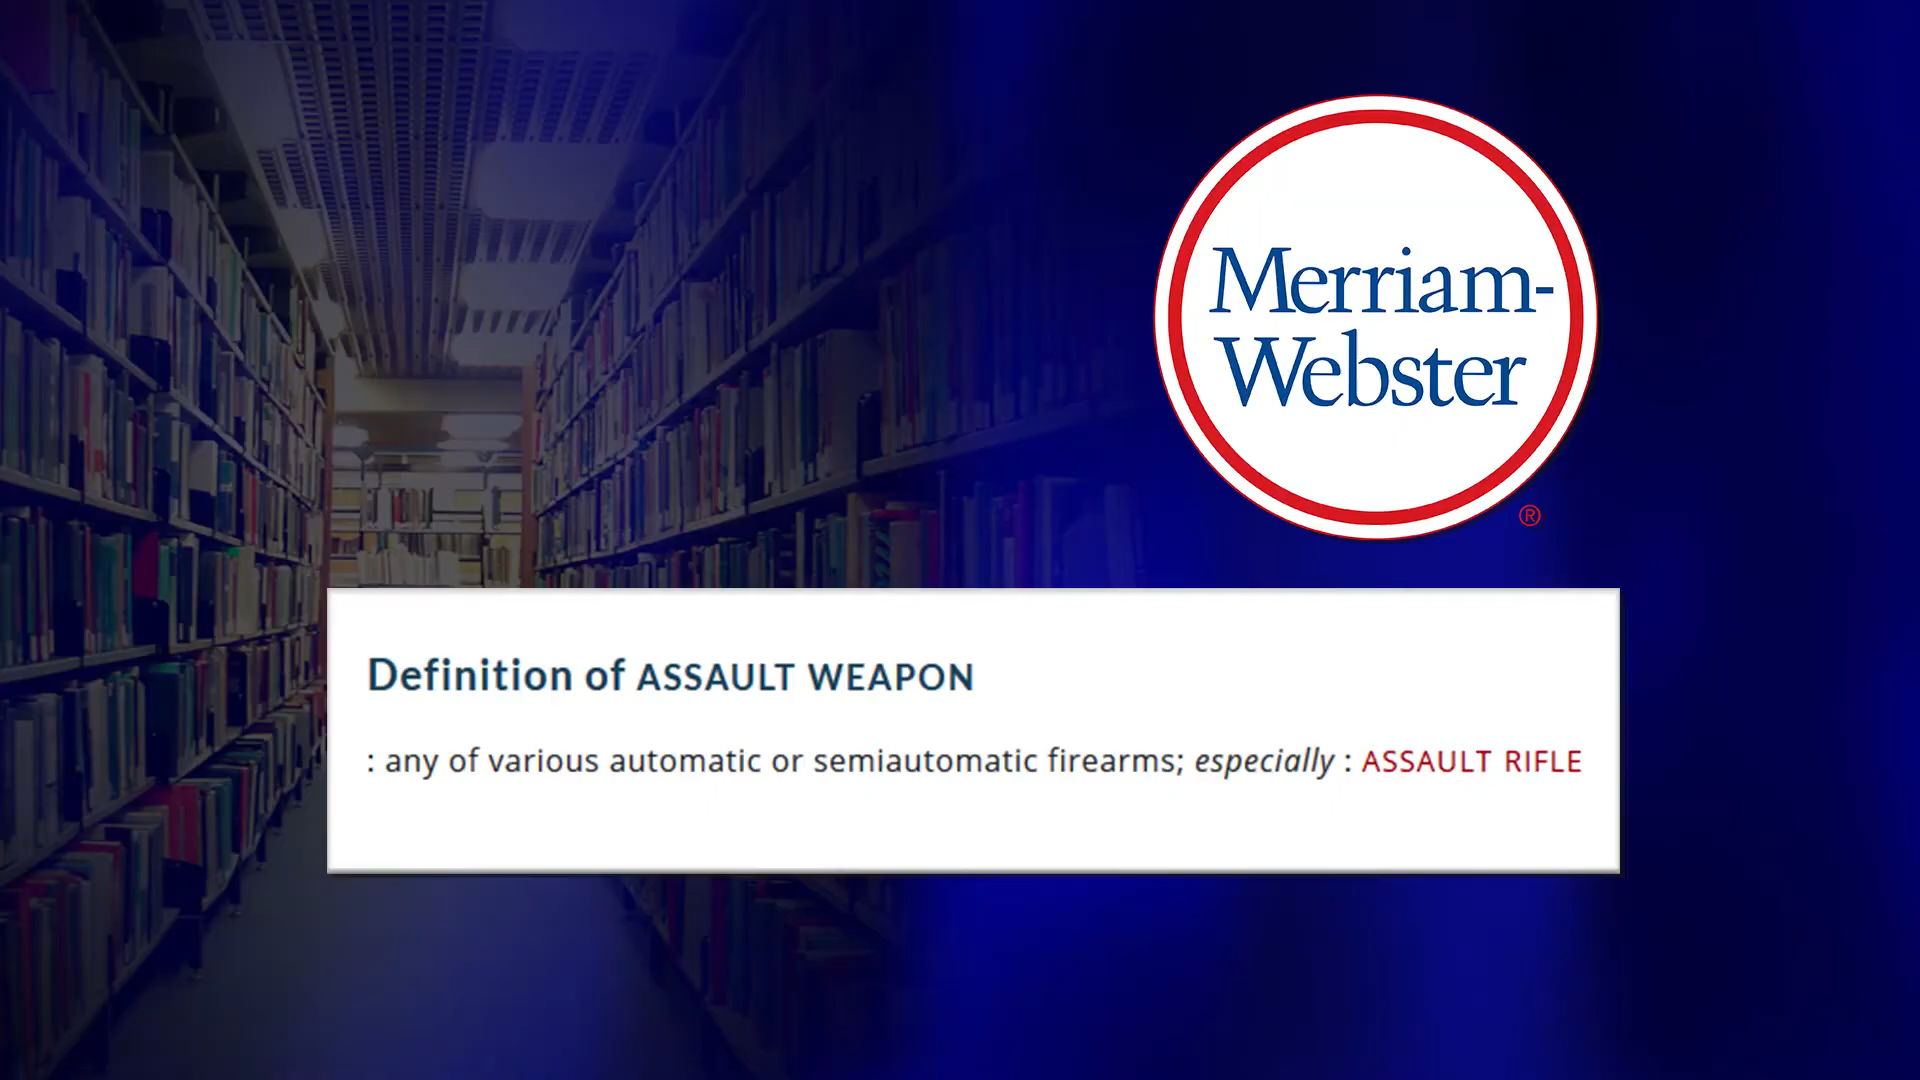 Merriam-
Webster
®
Definition of ASSAULT WEAPON
: any of various automatic or semiautomatic firearms; especially : ASSAULT RIFLE